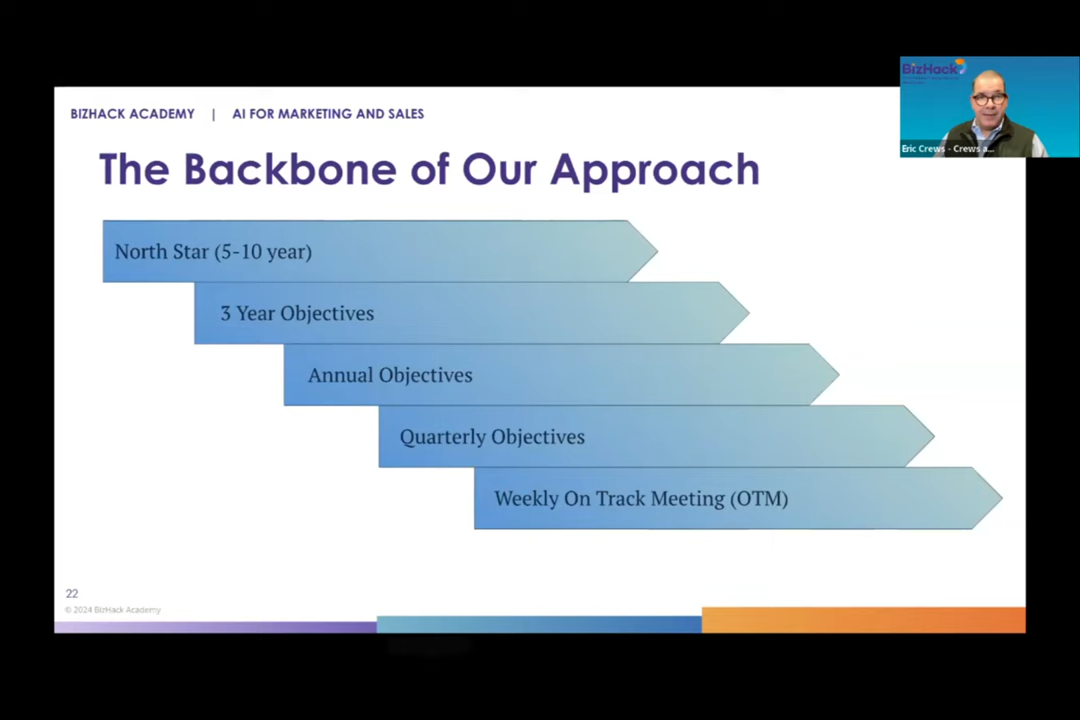 BizHack
Eric Crews - Crews a...
BIZHACK ACADEMY | AI FOR MARKETING AND SALES
The Backbone of Our Approach
North Star (5-10 year)
3 Year Objectives
Annual Objectives
Quarterly Objectives
Weekly On Track Meeting (OTM)
22
© 2024 BizHack Academy